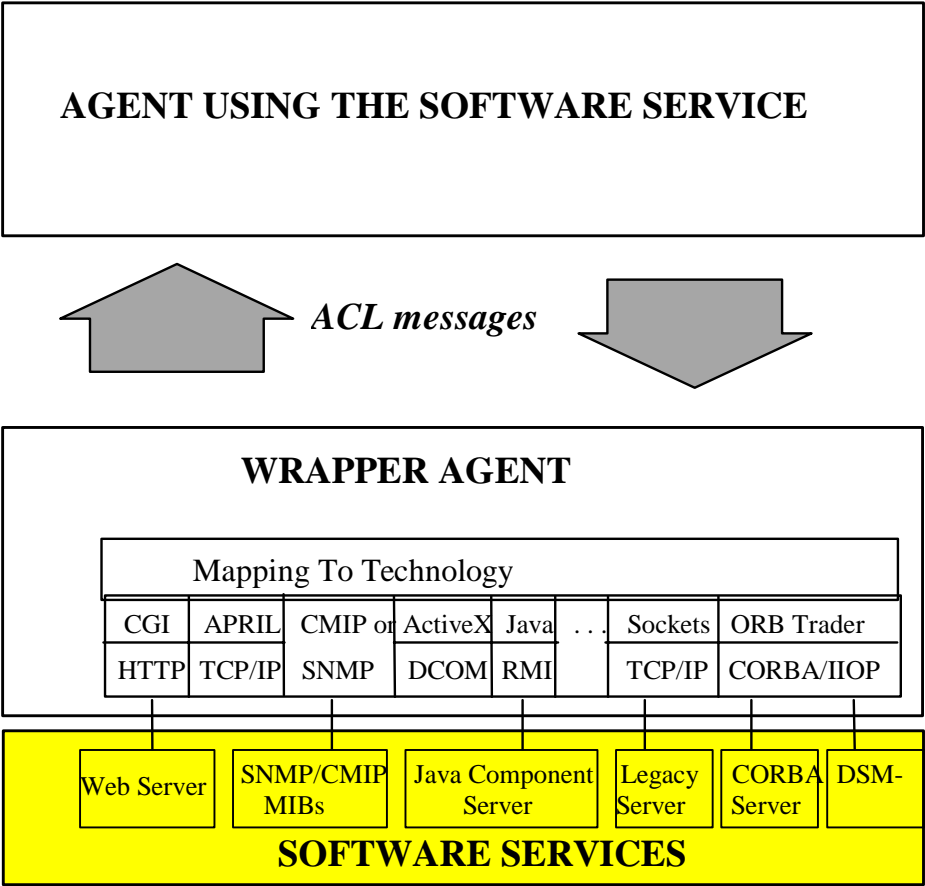 AGENT USING THE SOFTWARE SERVICE
ACL messages
WRAPPER AGENT
Mapping To Technology
CGI APRIL CMIP or ActiveX Java . . . Sockets ORB Trader
HTTP TCP/IP SNMP DCOM RMI TCP/IP CORBA/IIOP
Web Server
SNMP/CMIP
MIBs
Java Component
Server
Legacy
Server
CORBA
Server
DSM-
SOFTWARE SERVICES